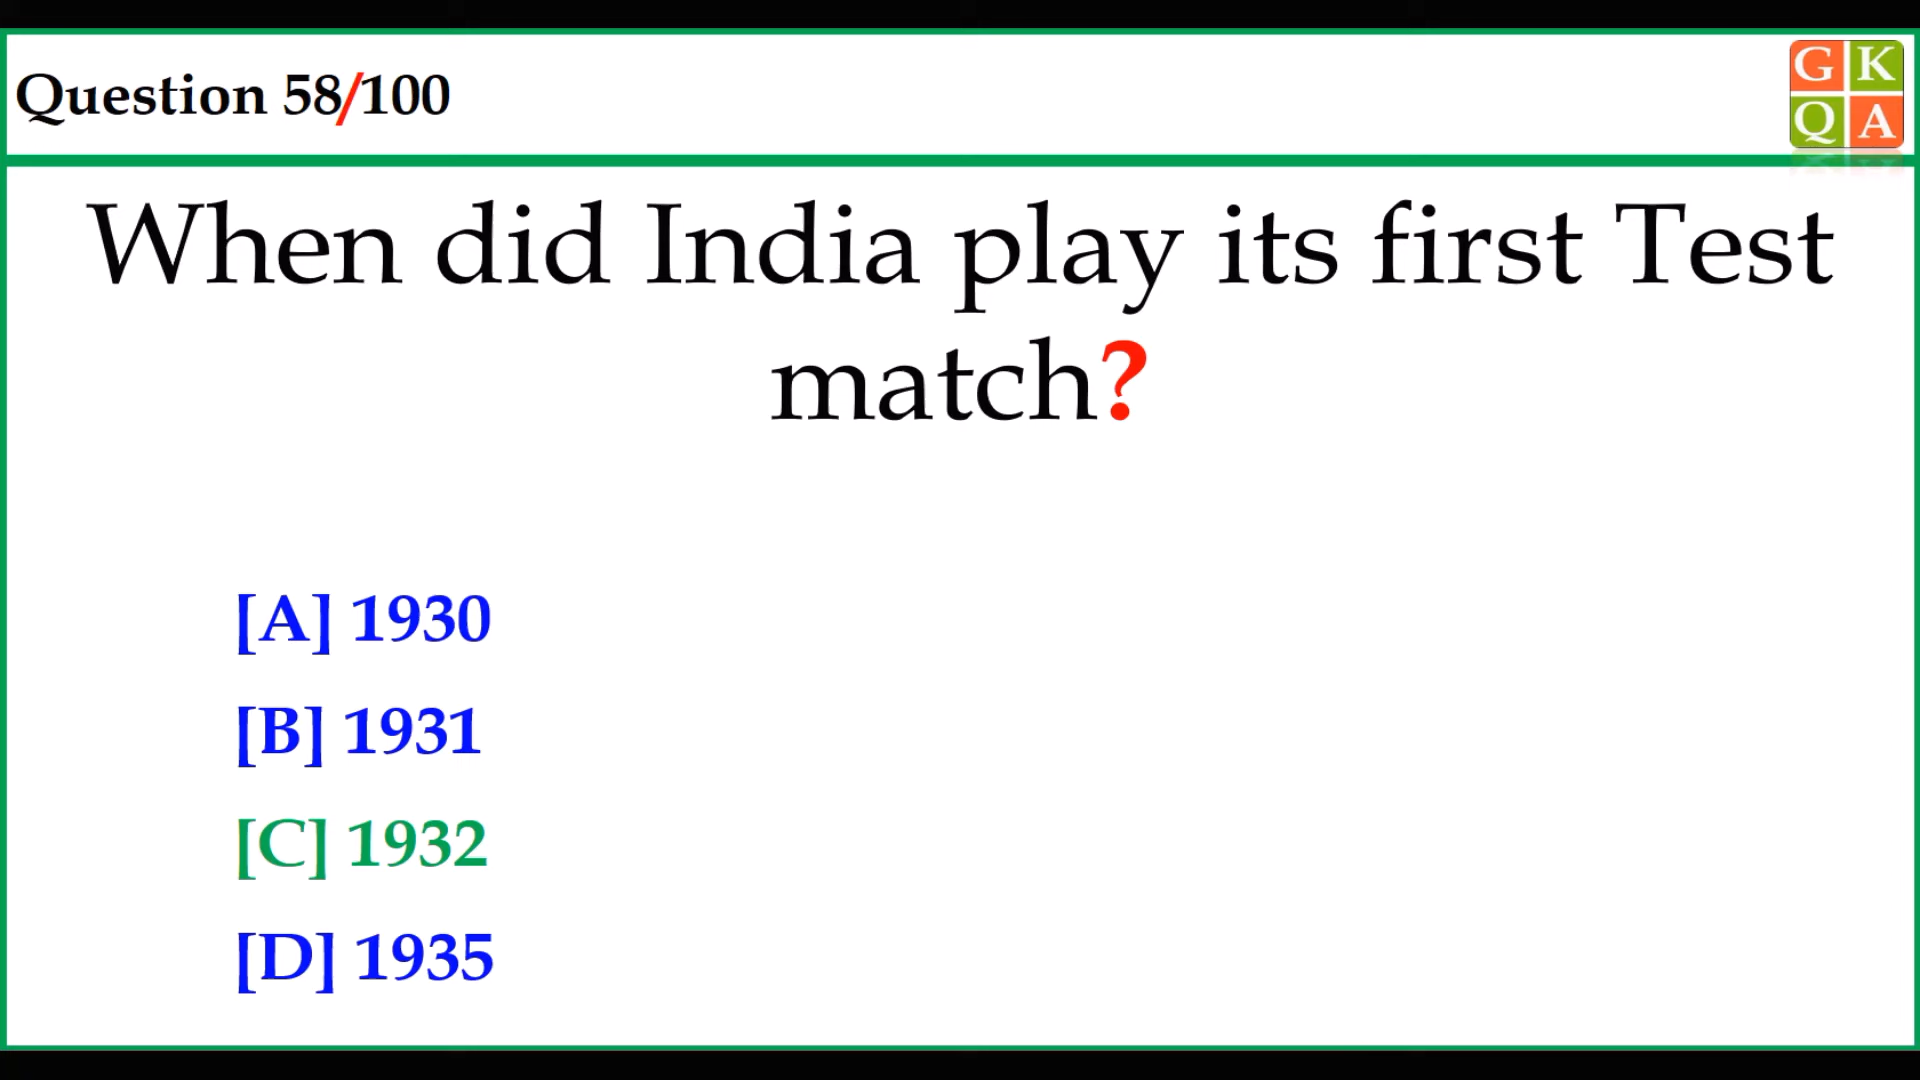 Question 58/100
G K
Q A
When did India play its first Test
match?
[A] 1930
[B] 1931
[C] 1932
[D] 1935